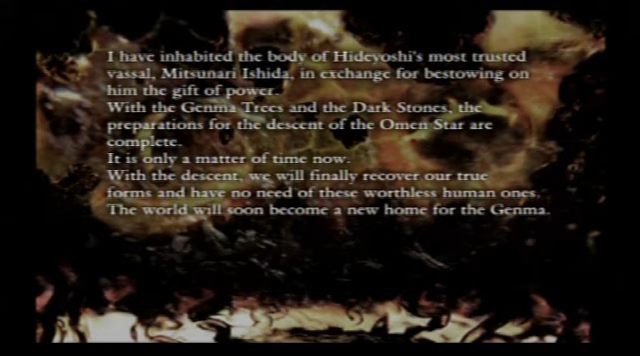 I have inhabited the body of Hideyoshi's most trusted
vassal, Mitsunari Ishida, in exchange for bestowing on
him the gift of power.
With the Genma Trees and the Dark Stones, the
preparations for the descent of the Omen Star are
complete.
It is only a matter of time now.
With the descent, we will finally recover our true
forms and have no need of these worthless human ones.
The world will soon become a new home for the Genma.